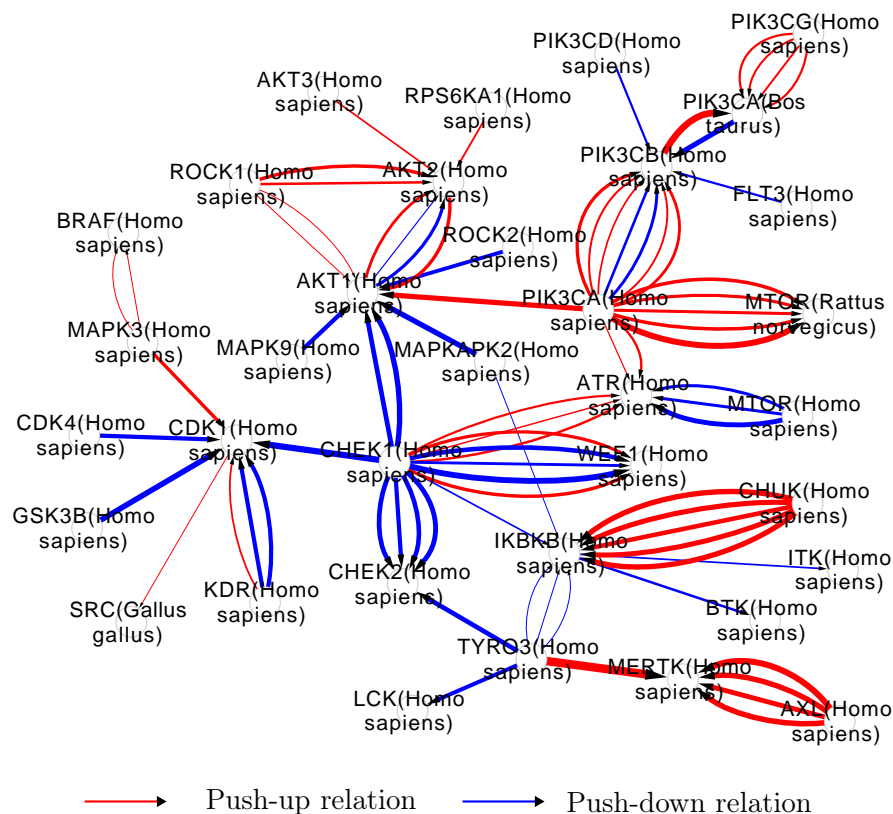 PIK3CG(Homo
sapiens)
PIK3CD(Homo
sapiens)
AKT3(Homo
sapiens)
RPS6KA1(Homo
sapiens)
PIK3CA(Bos
taurus)
ROCK1(Homo
sapiens)
AKT2(Homo
sapiens)
PIK3CB(Homo
sapiens)
FLT3(Homo
sapiens)
BRAF(Homo
sapiens)
ROCK2(Homo
sapiens)
AKT1(Homo
sapiens)
PIK3CA(Homo
sapiens)
MTOR(Rattus
norvegicus)
MAPK3(Homo
sapiens)
MAPK9(Homo
sapiens)
MAPKAPK2(Homo
sapiens)
ATR(Homo
sapiens)
MTOR(Homo
sapiens)
CDK4(Homo
sapiens)
CDK1(Homo
sapiens)
CHEK1(Homo
sapiens)
WEE1(Homo
sapiens)
CHUK(Homo
sapiens)
GSK3B(Homo
sapiens)
IKBKB(Homo
sapiens)
ITK(Homo
sapiens)
SRC(Gallus
gallus)
KDR(Homo
sapiens)
CHEK2(Homo
sapiens)
BTK(Homo
sapiens)
TYRO3(Homo
sapiens)
MERTK(Homo
sapiens)
LCK(Homo
sapiens)
AXL(Homo
sapiens)
Push-up relation
Push-down relation